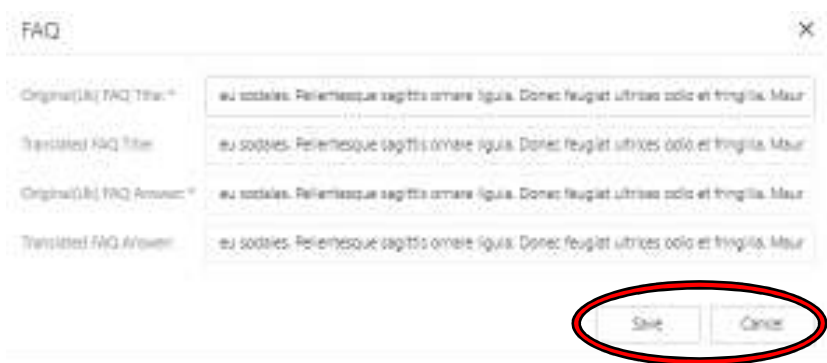 FAQ ×
Original(Uk) FAQ Title: * eu sodales. Pellentesque sagittis ornare ligula. Donec feugiat ultrices odio et fringilla. Maur
Translated FAQ Title: eu sodales. Pellentesque sagittis ornare ligula. Donec feugiat ultrices odio et fringilla. Maur
Original(Uk) FAQ Answer: * eu sodales. Pellentesque sagittis ornare ligula. Donec feugiat ultrices odio et fringilla. Maur
Translated FAQ Answer: eu sodales. Pellentesque sagittis ornare ligula. Donec feugiat ultrices odio et fringilla. Maur
Save Cancel